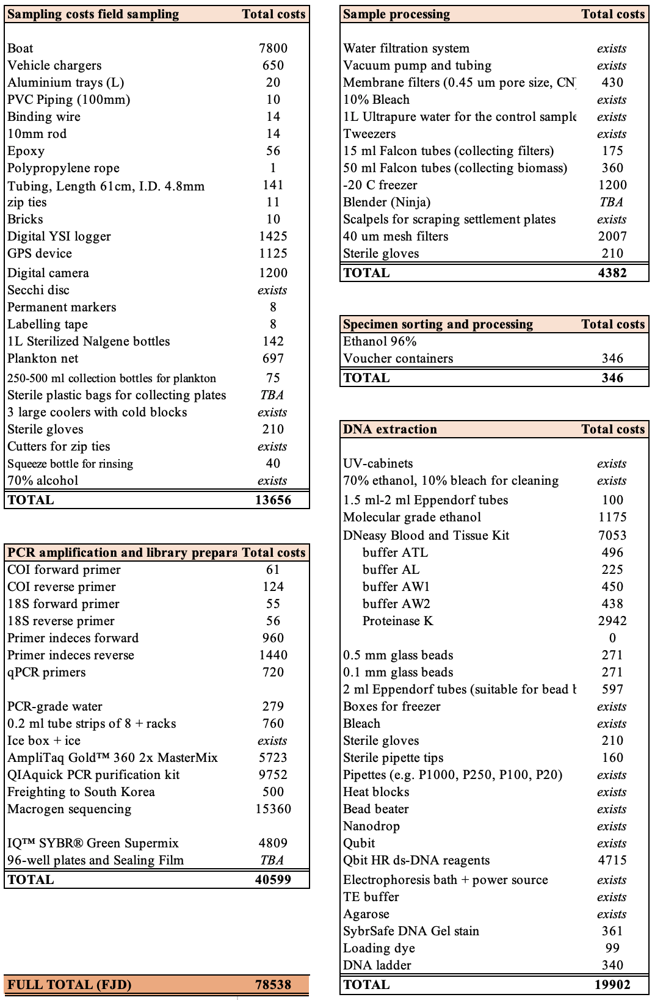 Sampling costs field sampling Total costs
Boat 7800
Vehicle chargers 650
Aluminium trays (L) 20
PVC Piping (100mm) 10
Binding wire 14
10mm rod 14
Epoxy 56
Polypropylene rope 1
Tubing, Length 61cm, I.D. 4.8mm 141
zip ties 11
Bricks 10
Digital YSI logger 1425
GPS device 1125
Digital camera 1200
Secchi disc exists
Permanent markers 8
Labelling tape 8
1L Sterilized Nalgene bottles 142
Plankton net 697
250-500 ml collection bottles for plankton 75
Sterile plastic bags for collecting plates TBA
3 large coolers with cold blocks exists
Sterile gloves 210
Cutters for zip ties exists
Squeeze bottle for rinsing 40
70% alcohol exists
TOTAL 13656
PCR amplification and library prepara Total costs
COI forward primer 61
COI reverse primer 124
18S forward primer 55
18S reverse primer 56
Primer indeces forward 960
Primer indeces reverse 1440
qPCR primers 720
PCR-grade water 279
0.2 ml tube strips of 8 + racks 760
Ice box + ice exists
AmpliTaq Gold™ 360 2x MasterMix 5723
QIAquick PCR purification kit 9752
Freighting to South Korea 500
Macrogen sequencing 15360
IQ™ SYBR® Green Supermix 4809
96-well plates and Sealing Film TBA
TOTAL 40599
FULL TOTAL (FJD) 78538
Sample processing Total costs
Water filtration system exists
Vacuum pump and tubing exists
Membrane filters (0.45 um pore size, CN) 430
10% Bleach exists
1L Ultrapure water for the control sample exists
Tweezers exists
15 ml Falcon tubes (collecting filters) 175
50 ml Falcon tubes (collecting biomass) 360
-20 C freezer 1200
Blender (Ninja) TBA
Scalpels for scraping settlement plates exists
40 um mesh filters 2007
Sterile gloves 210
TOTAL 4382
Specimen sorting and processing Total costs
Ethanol 96%
Voucher containers 346
TOTAL 346
DNA extraction Total costs
UV-cabinets exists
70% ethanol, 10% bleach for cleaning exists
1.5 ml-2 ml Eppendorf tubes 100
Molecular grade ethanol 1175
DNeasy Blood and Tissue Kit 7053
buffer ATL 496
buffer AL 225
buffer AW1 450
buffer AW2 438
Proteinase K 2942
0
0.5 mm glass beads 271
0.1 mm glass beads 271
2 ml Eppendorf tubes (suitable for bead b 597
Boxes for freezer exists
Bleach exists
Sterile gloves 210
Sterile pipette tips 160
Pipettes (e.g. P1000, P250, P100, P20) exists
Heat blocks exists
Bead beater exists
Nanodrop exists
Qubit exists
Qbit HR ds-DNA reagents 4715
Electrophoresis bath + power source exists
TE buffer exists
Agarose exists
SybrSafe DNA Gel stain 361
Loading dye 99
DNA ladder 340
TOTAL 19902